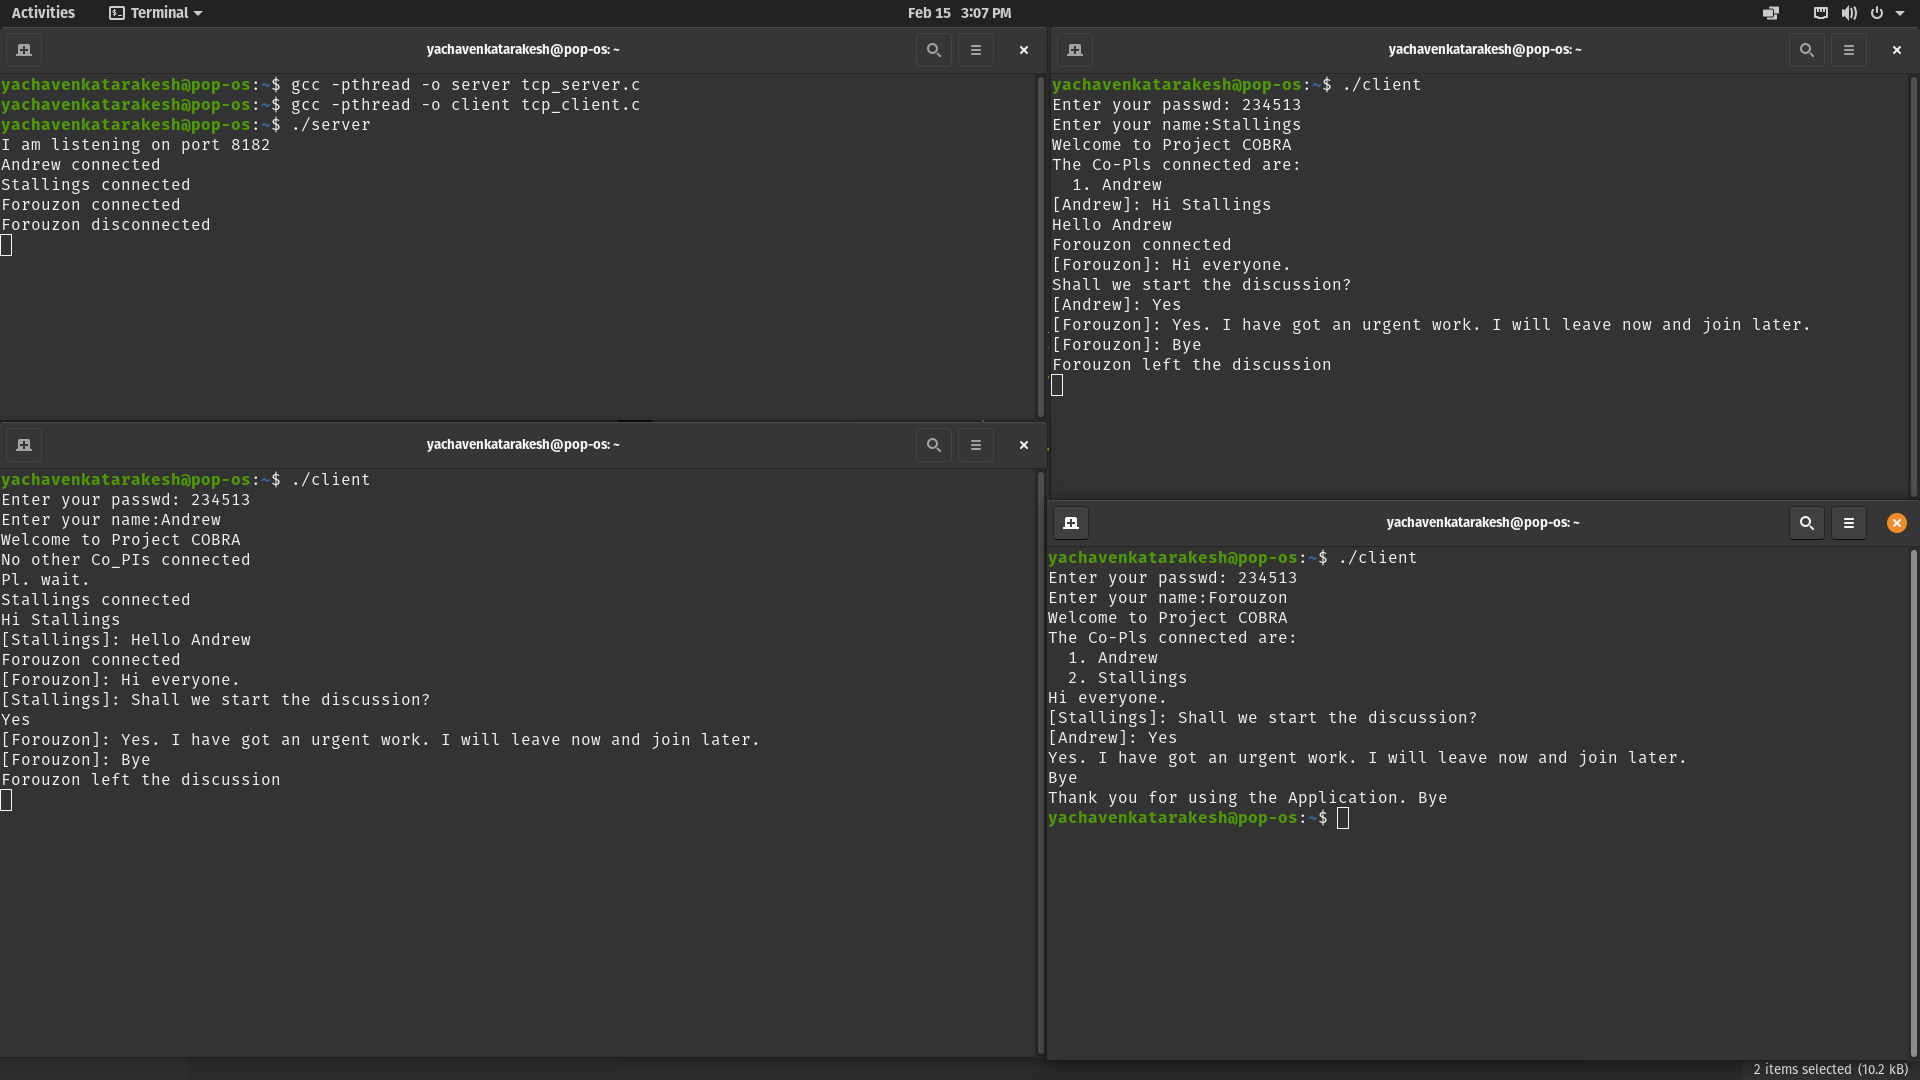 Activities Terminal Feb 15 3:07 PM
yachavenkatarakesh@pop-os: ~
yachavenkatarakesh@pop-os:~$ gcc -pthread -o server tcp_server.c
yachavenkatarakesh@pop-os:~$ gcc -pthread -o client tcp_client.c
yachavenkatarakesh@pop-os:~$ ./server
I am listening on port 8182
Andrew connected
Stallings connected
Forouzon connected
Forouzon disconnected
yachavenkatarakesh@pop-os: ~
yachavenkatarakesh@pop-os:~$ ./client
Enter your passwd: 234513
Enter your name:Stallings
Welcome to Project COBRA
The Co-Pls connected are:
1. Andrew
[Andrew]: Hi Stallings
Hello Andrew
Forouzon connected
[Forouzon]: Hi everyone.
Shall we start the discussion?
[Andrew]: Yes
[Forouzon]: Yes. I have got an urgent work. I will leave now and join later.
[Forouzon]: Bye
Forouzon left the discussion
yachavenkatarakesh@pop-os: ~
yachavenkatarakesh@pop-os:~$ ./client
Enter your passwd: 234513
Enter your name:Andrew
Welcome to Project COBRA
No other Co_PIs connected
Pl. wait.
Stallings connected
Hi Stallings
[Stallings]: Hello Andrew
Forouzon connected
[Forouzon]: Hi everyone.
[Stallings]: Shall we start the discussion?
Yes
[Forouzon]: Yes. I have got an urgent work. I will leave now and join later.
[Forouzon]: Bye
Forouzon left the discussion
yachavenkatarakesh@pop-os: ~
yachavenkatarakesh@pop-os:~$ ./client
Enter your passwd: 234513
Enter your name:Forouzon
Welcome to Project COBRA
The Co-Pls connected are:
1. Andrew
2. Stallings
Hi everyone.
[Stallings]: Shall we start the discussion?
[Andrew]: Yes
Yes. I have got an urgent work. I will leave now and join later.
Bye
Thank you for using the Application. Bye
yachavenkatarakesh@pop-os:~$
2 items selected (10.2 kB)